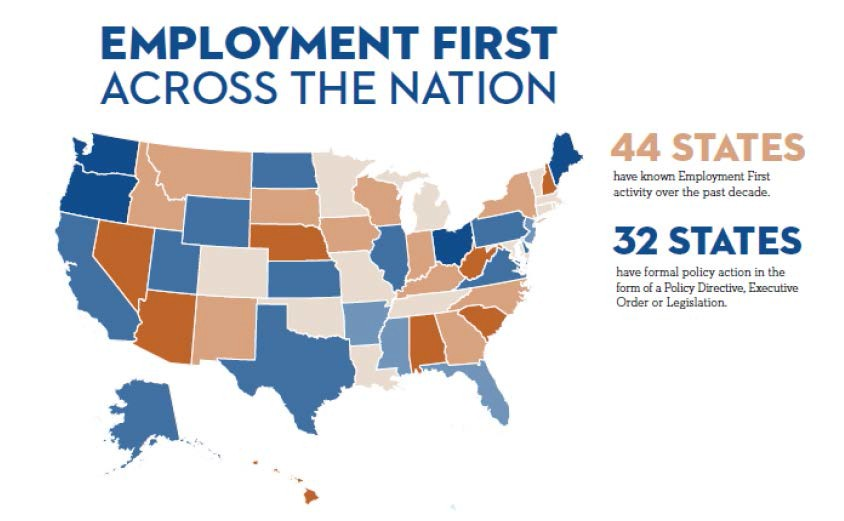 EMPLOYMENT FIRST
ACROSS THE NATION
44 STATES
have known Employment First
activity over the past decade.
32 STATES
have formal policy action in the
form of a Policy Directive, Executive
Order or Legislation.